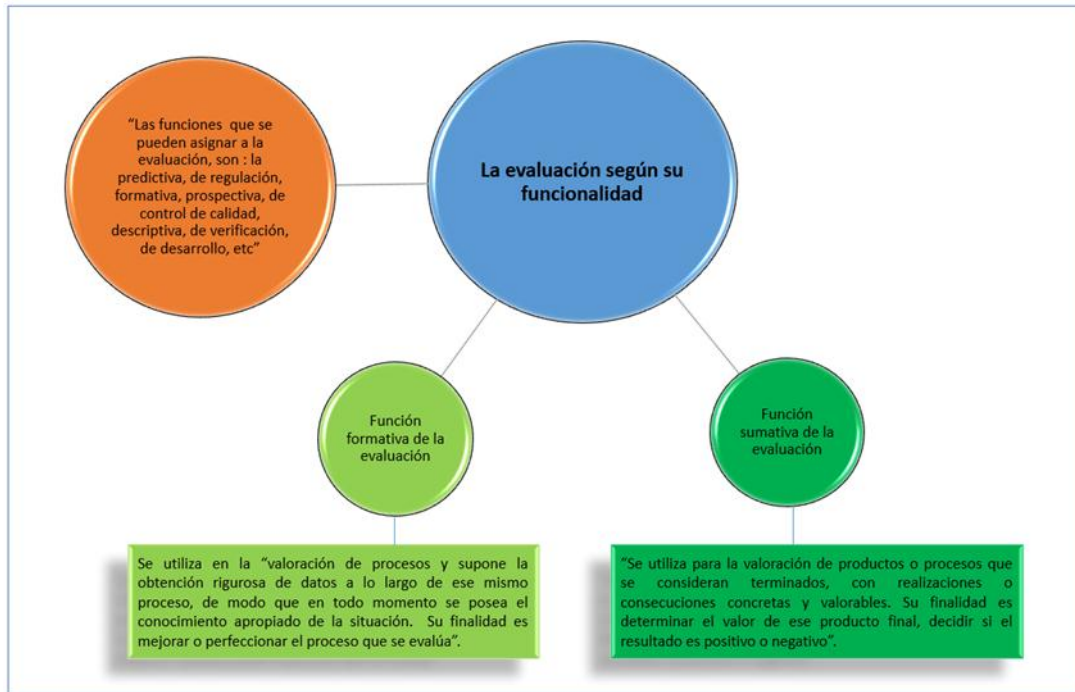 “Las funciones que se
pueden asignar a la
evaluación, son : la
predictiva, de regulación,
formativa, prospectiva, de
control de calidad,
descriptiva, de verificación,
de desarrollo, etc”
La evaluación según su
funcionalidad
Función
formativa de la
evaluación
Función
sumativa de la
evaluación
Se utiliza en la “valoración de procesos y supone la
obtención rigurosa de datos a lo largo de ese mismo
proceso, de modo que en todo momento se posea el
conocimiento apropiado de la situación. Su finalidad es
mejorar o perfeccionar el proceso que se evalúa”.
“Se utiliza para la valoración de productos o procesos que
se consideran terminados, con realizaciones o
consecuciones concretas y valorables. Su finalidad es
determinar el valor de ese producto final, decidir si el
resultado es positivo o negativo”.